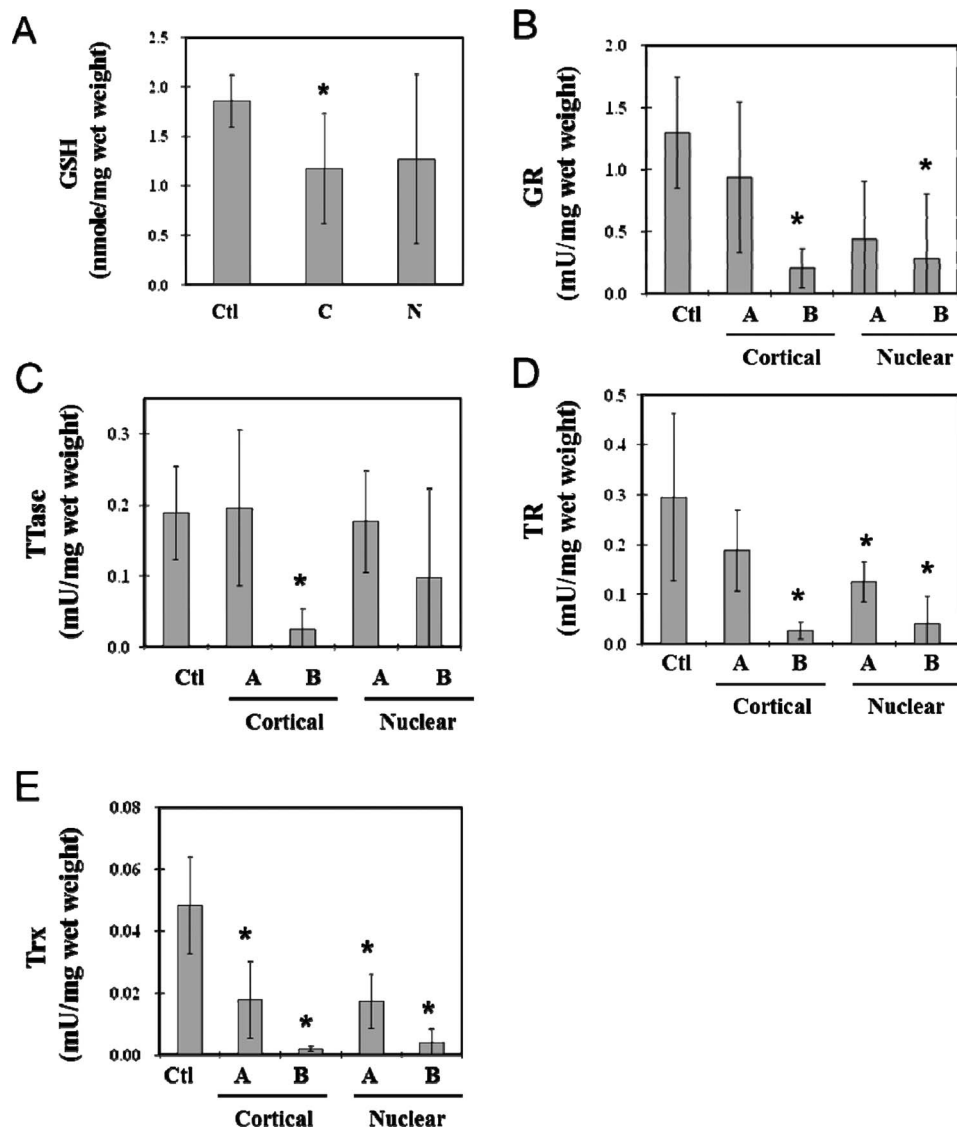 A
GSH
(nmole/mg wet weight)
2.5
2.0
1.5
1.0
0.5
0.0
*
Ctl C N
B
GR
(mU/mg wet weight)
2.0
1.5
1.0
0.5
0.0
* *
Ctl A B A B
Cortical Nuclear
C
TTase
(mU/mg wet weight)
0.3
0.2
0.1
0.0
*
Ctl A B A B
Cortical Nuclear
D
TR
(mU/mg wet weight)
0.5
0.4
0.3
0.2
0.1
0.0
* * *
Ctl A B A B
Cortical Nuclear
E
Trx
(mU/mg wet weight)
0.08
0.06
0.04
0.02
0.00
* * * *
Ctl A B A B
Cortical Nuclear